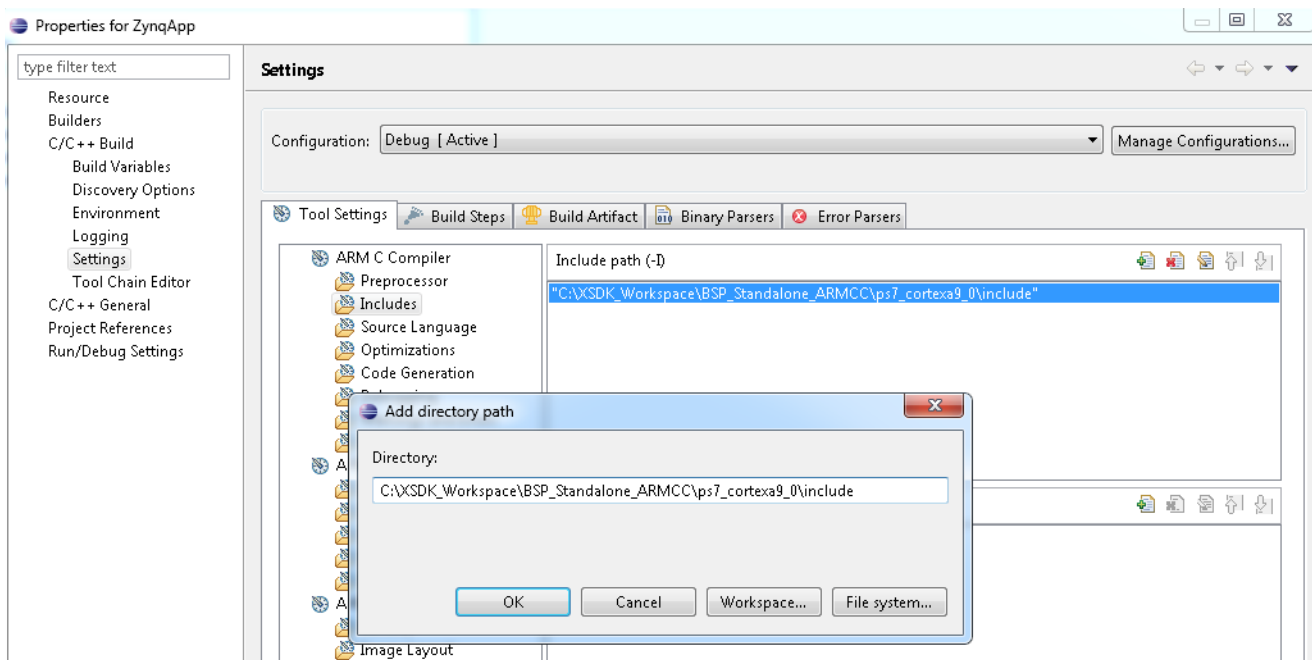 Properties for ZynqApp
type filter text
Resource
Builders
C/C++ Build
Build Variables
Discovery Options
Environment
Logging
Settings
Tool Chain Editor
C/C++ General
Project References
Run/Debug Settings
Settings
Configuration: Debug [ Active ] Manage Configurations...
Tool Settings Build Steps Build Artifact Binary Parsers Error Parsers
ARM C Compiler
Preprocessor
Includes
Source Language
Optimizations
Code Generation
Include path (-I)
"C:\XSDK_Workspace\BSP_Standalone_ARMCC\ps7_cortexa9_0\include"
A
A
Image Layout
Add directory path
Directory:
C:\XSDK_Workspace\BSP_Standalone_ARMCC\ps7_cortexa9_0\include
OK Cancel Workspace... File system...